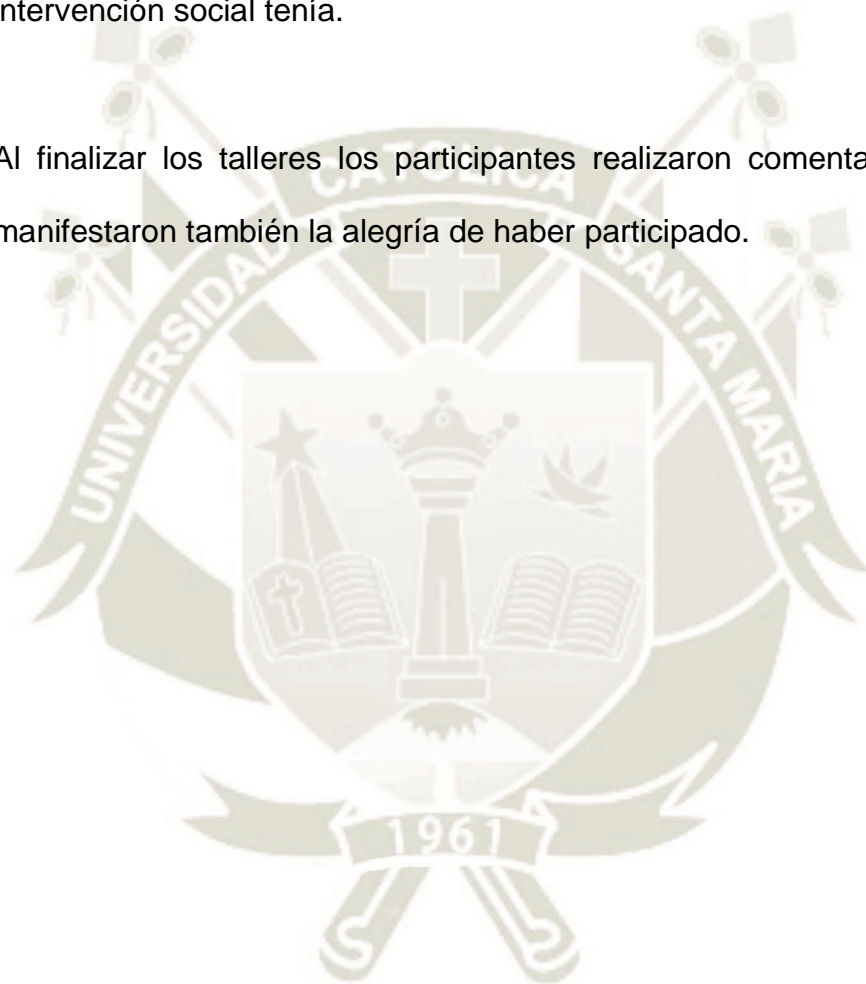 ntervención social tenía.
Al finalizar los talleres los participantes realizaron comenta
manifestaron también la alegría de haber participado.
UNIVERSIDAD CATOLICA SANTA MARIA
1961